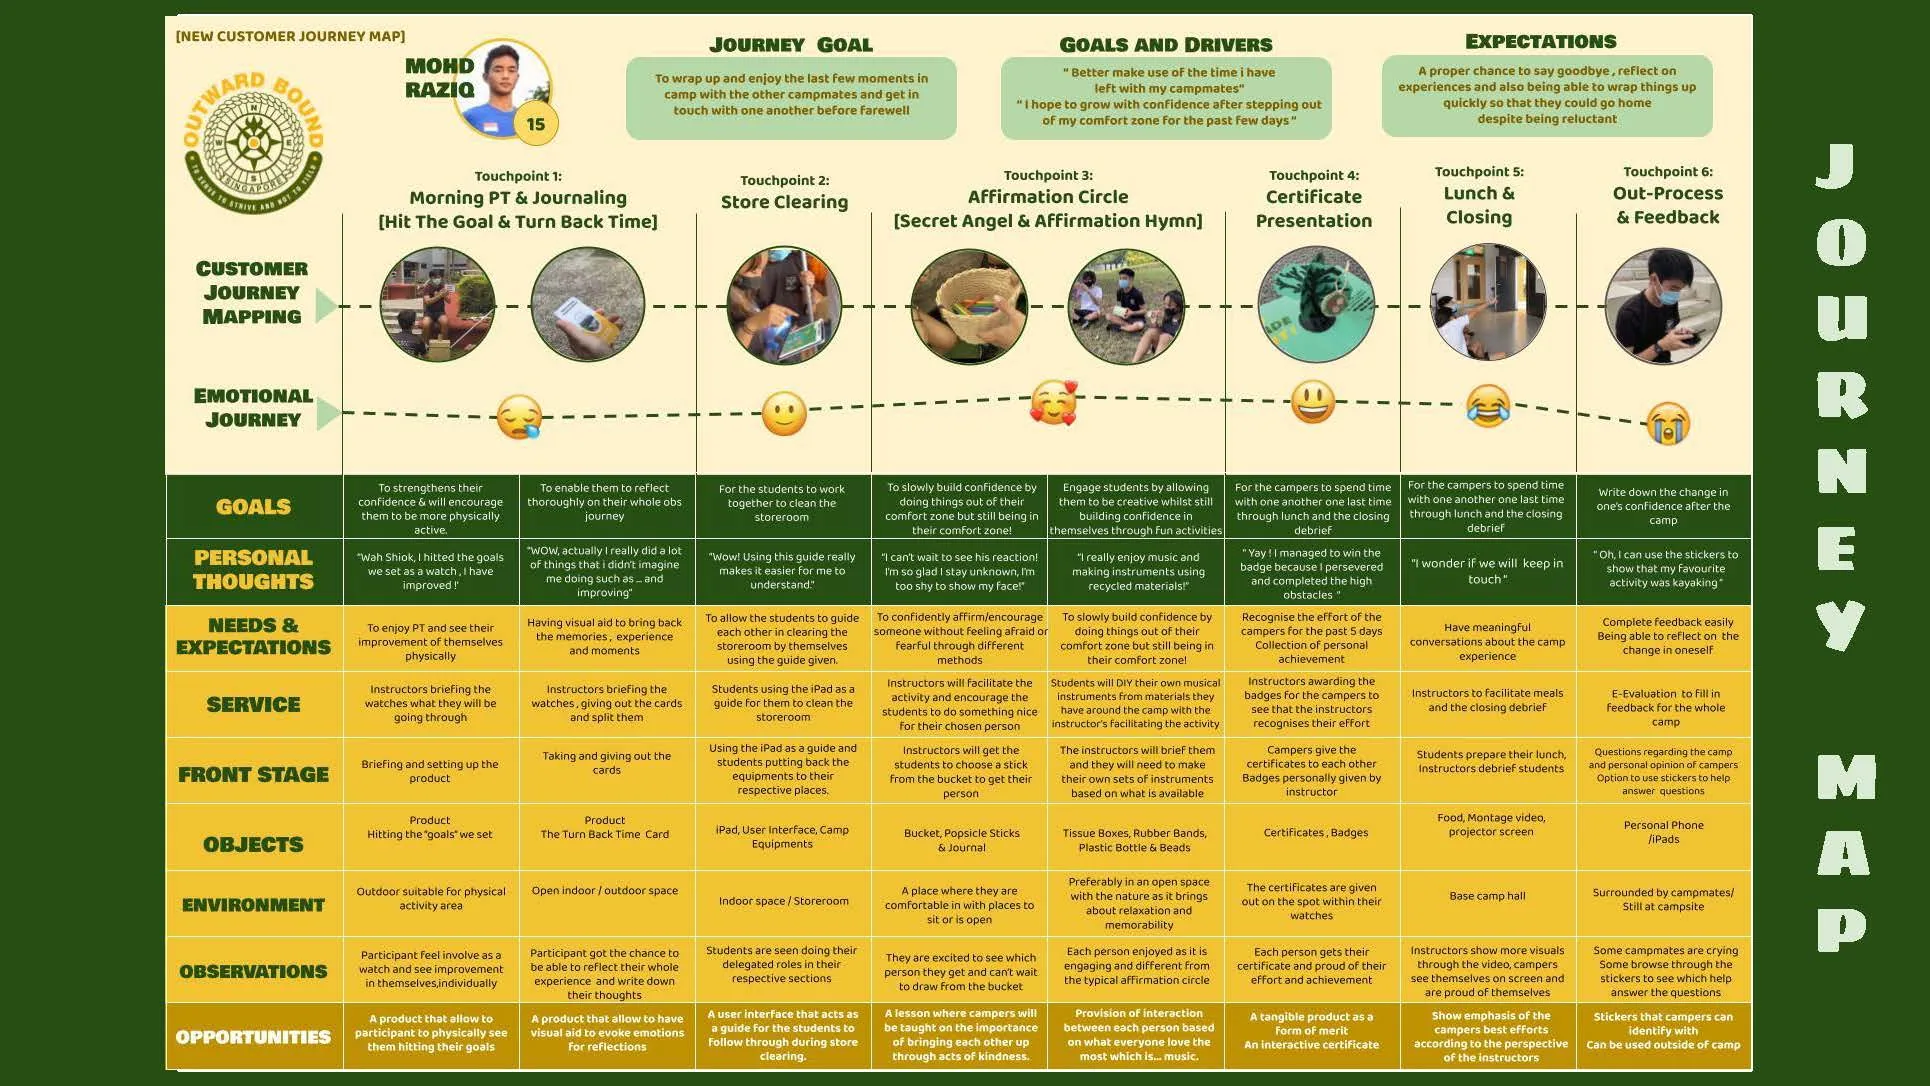 [NEW CUSTOMER JOURNEY MAP]
OUTWARD BOUND
SINGAPORE
TO SERVE TO STRIVE AND NOT TO YIELD
N
E
S
W
MOHD
RAZIQ
15
JOURNEY GOAL
To wrap up and enjoy the last few moments in
camp with the other campmates and get in
touch with one another before farewell
GOALS AND DRIVERS
" Better make use of the time i have
left with my campmates"
" I hope to grow with confidence after stepping out
of my comfort zone for the past few days "
EXPECTATIONS
A proper chance to say goodbye , reflect on
experiences and also being able to wrap things up
quickly so that they could go home
despite being reluctant
JOURNEY MAP
Touchpoint 1:
Morning PT & Journaling
[Hit The Goal & Turn Back Time]
Touchpoint 2:
Store Clearing
Touchpoint 3:
Affirmation Circle
[Secret Angel & Affirmation Hymn]
Touchpoint 4:
Certificate
Presentation
Touchpoint 5:
Lunch &
Closing
Touchpoint 6:
Out-Process
& Feedback
CUSTOMER
JOURNEY
MAPPING
EMOTIONAL
JOURNEY
GOALS
To strengthens their
confidence & will encourage
them to be more physically
active.
To enable them to reflect
thoroughly on their whole obs
journey
For the students to work
together to clean the
storeroom
To slowly build confidence by
doing things out of their
comfort zone but still being in
their comfort zone!
Engage students by allowing
them to be creative whilst still
building confidence in
themselves through fun activities
For the campers to spend time
with one another one last time
through lunch and the closing
debrief
For the campers to spend time
with one another one last time
through lunch and the closing
debrief
Write down the change in
one's confidence after the
camp
PERSONAL
THOUGHTS
"Wah Shiok, I hitted the goals
we set as a watch , I have
improved !'
"WOW, actually I really did a lot
of things that i didn't imagine
me doing such as ... and
improving"
"Wow! Using this guide really
makes it easier for me to
understand."
"I can't wait to see his reaction!
I'm so glad I stay unknown, I'm
too shy to show my face!"
"I really enjoy music and
making instruments using
recycled materials!"
" Yay ! I managed to win the
badge because I persevered
and completed the high
obstacles "
"I wonder if we will keep in
touch "
" Oh, I can use the stickers to
show that my favourite
activity was kayaking "
NEEDS &
EXPECTATIONS
To enjoy PT and see their
improvement of themselves
physically
Having visual aid to bring back
the memories , experience
and moments
To allow the students to guide
each other in clearing the
storeroom by themselves
using the guide given.
To confidently affirm/encourage
someone without feeling afraid or
fearful through different
methods
To slowly build confidence by
doing things out of their
comfort zone but still being in
their comfort zone!
Recognise the effort of the
campers for the past 5 days
Collection of personal
achievement
Have meaningful
conversations about the camp
experience
Complete feedback easily
Being able to reflect on the
change in oneself
SERVICE
Instructors briefing the
watches what they will be
going through
Instructors briefing the
watches , giving out the cards
and split them
Students using the iPad as a
guide for them to clean the
storeroom
Instructors will facilitate the
activity and encourage the
students to do something nice
for their chosen person
Students will DIY their own musical
instruments from materials they
have around the camp with the
instructor's facilitating the activity
Instructors awarding the
badges for the campers to
see that the instructors
recognises their effort
Instructors to facilitate meals
and the closing debrief
E-Evaluation to fill in
feedback for the whole
camp
FRONT STAGE
Briefing and setting up the
product
Taking and giving out the
cards
Using the iPad as a guide and
students putting back the
equipments to their
respective places.
Instructors will get the
students to choose a stick
from the bucket to get their
person
The instructors will brief them
and they will need to make
their own sets of instruments
based on what is available
Campers give the
certificates to each other
Badges personally given by
instructor
Students prepare their lunch,
Instructors debrief students
Questions regarding the camp
and personal opinion of campers
Option to use stickers to help
answer questions
OBJECTS
Product
Hitting the "goals" we set
Product
The Turn Back Time Card
iPad, User Interface, Camp
Equipments
Bucket, Popsicle Sticks
& Journal
Tissue Boxes, Rubber Bands,
Plastic Bottle & Beads
Certificates , Badges
Food, Montage video,
projector screen
Personal Phone
/iPads
ENVIRONMENT
Outdoor suitable for physical
activity area
Open indoor / outdoor space
Indoor space / Storeroom
A place where they are
comfortable in with places to
sit or is open
Preferably in an open space
with the nature as it brings
about relaxation and
memorability
The certificates are given
out on the spot within their
watches
Base camp hall
Surrounded by campmates/
Still at campsite
OBSERVATIONS
Participant feel involve as a
watch and see improvement
in themselves,individually
Participant got the chance to
be able to reflect their whole
experience and write down
their thoughts
Students are seen doing their
delegated roles in their
respective sections
They are excited to see which
person they get and can't wait
to draw from the bucket
Each person enjoyed as it is
engaging and different from
the typical affirmation circle
Each person gets their
certificate and proud of their
effort and achievement
Instructors show more visuals
through the video, campers
see themselves on screen and
are proud of themselves
Some campmates are crying
Some browse through the
stickers to see which help
answer the questions
OPPORTUNITIES
A product that allow to
participant to physically see
them hitting their goals
A product that allow to have
visual aid to evoke emotions
for reflections
A user interface that acts as
a guide for the students to
follow through during store
clearing.
A lesson where campers will
be taught on the importance
of bringing each other up
through acts of kindness.
Provision of interaction
between each person based
on what everyone love the
most which is... music.
A tangible product as a
form of merit
An interactive certificate
Show emphasis of the
campers best efforts
according to the perspective
of the instructors
Stickers that campers can
identify with
Can be used outside of camp